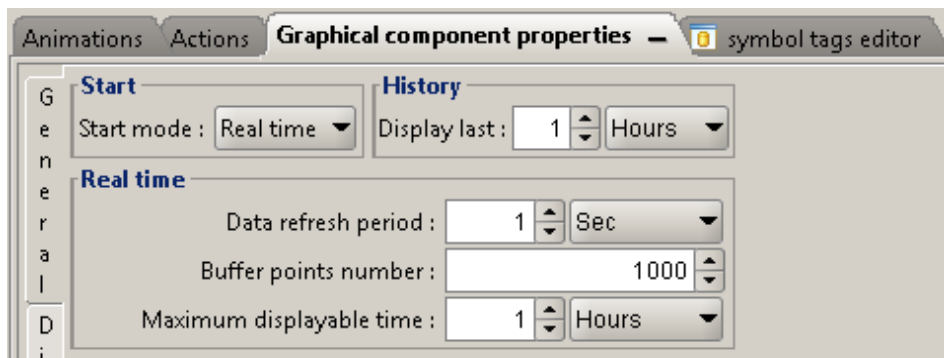 Animations Actions Graphical component properties symbol tags editor
General
Start
Start mode : Real time
History
Display last : 1 Hours
Real time
Data refresh period : 1 Sec
Buffer points number : 1000
Maximum displayable time : 1 Hours